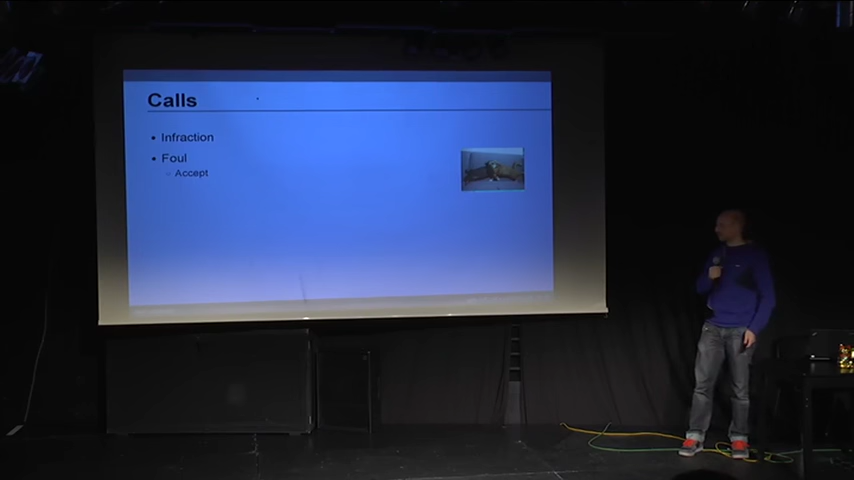 Calls
• Infraction
• Foul
○ Accept